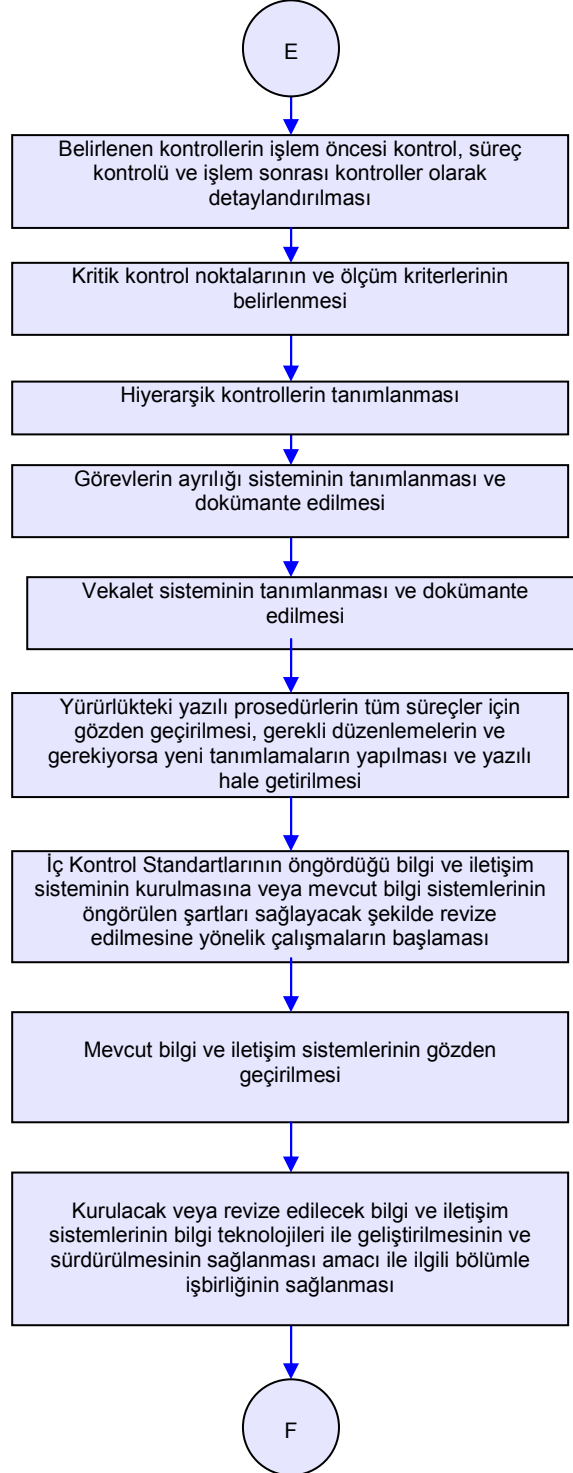 E
Belirlenen kontrollerin işlem öncesi kontrol, süreç
kontrolü ve işlem sonrası kontroller olarak
detaylandırılması
Kritik kontrol noktalarının ve ölçüm kriterlerinin
belirlenmesi
Hiyerarşik kontrollerin tanımlanması
Görevlerin ayrılığı sisteminin tanımlanması ve
dokümante edilmesi
Vekalet sisteminin tanımlanması ve dokümante
edilmesi
Yürürlükteki yazılı prosedürlerin tüm süreçler için
gözden geçirilmesi, gerekli düzenlemelerin ve
gerekiyorsa yeni tanımlamaların yapılması ve yazılı
hale getirilmesi
İç Kontrol Standartlarının öngördüğü bilgi ve iletişim
sisteminin kurulmasına veya mevcut bilgi sistemlerinin
öngörülen şartları sağlayacak şekilde revize
edilmesine yönelik çalışmaların başlaması
Mevcut bilgi ve iletişim sistemlerinin gözden
geçirilmesi
Kurulacak veya revize edilecek bilgi ve iletişim
sistemlerinin bilgi teknolojileri ile geliştirilmesinin ve
sürdürülmesinin sağlanması amacı ile ilgili bölümle
işbirliğinin sağlanması
F